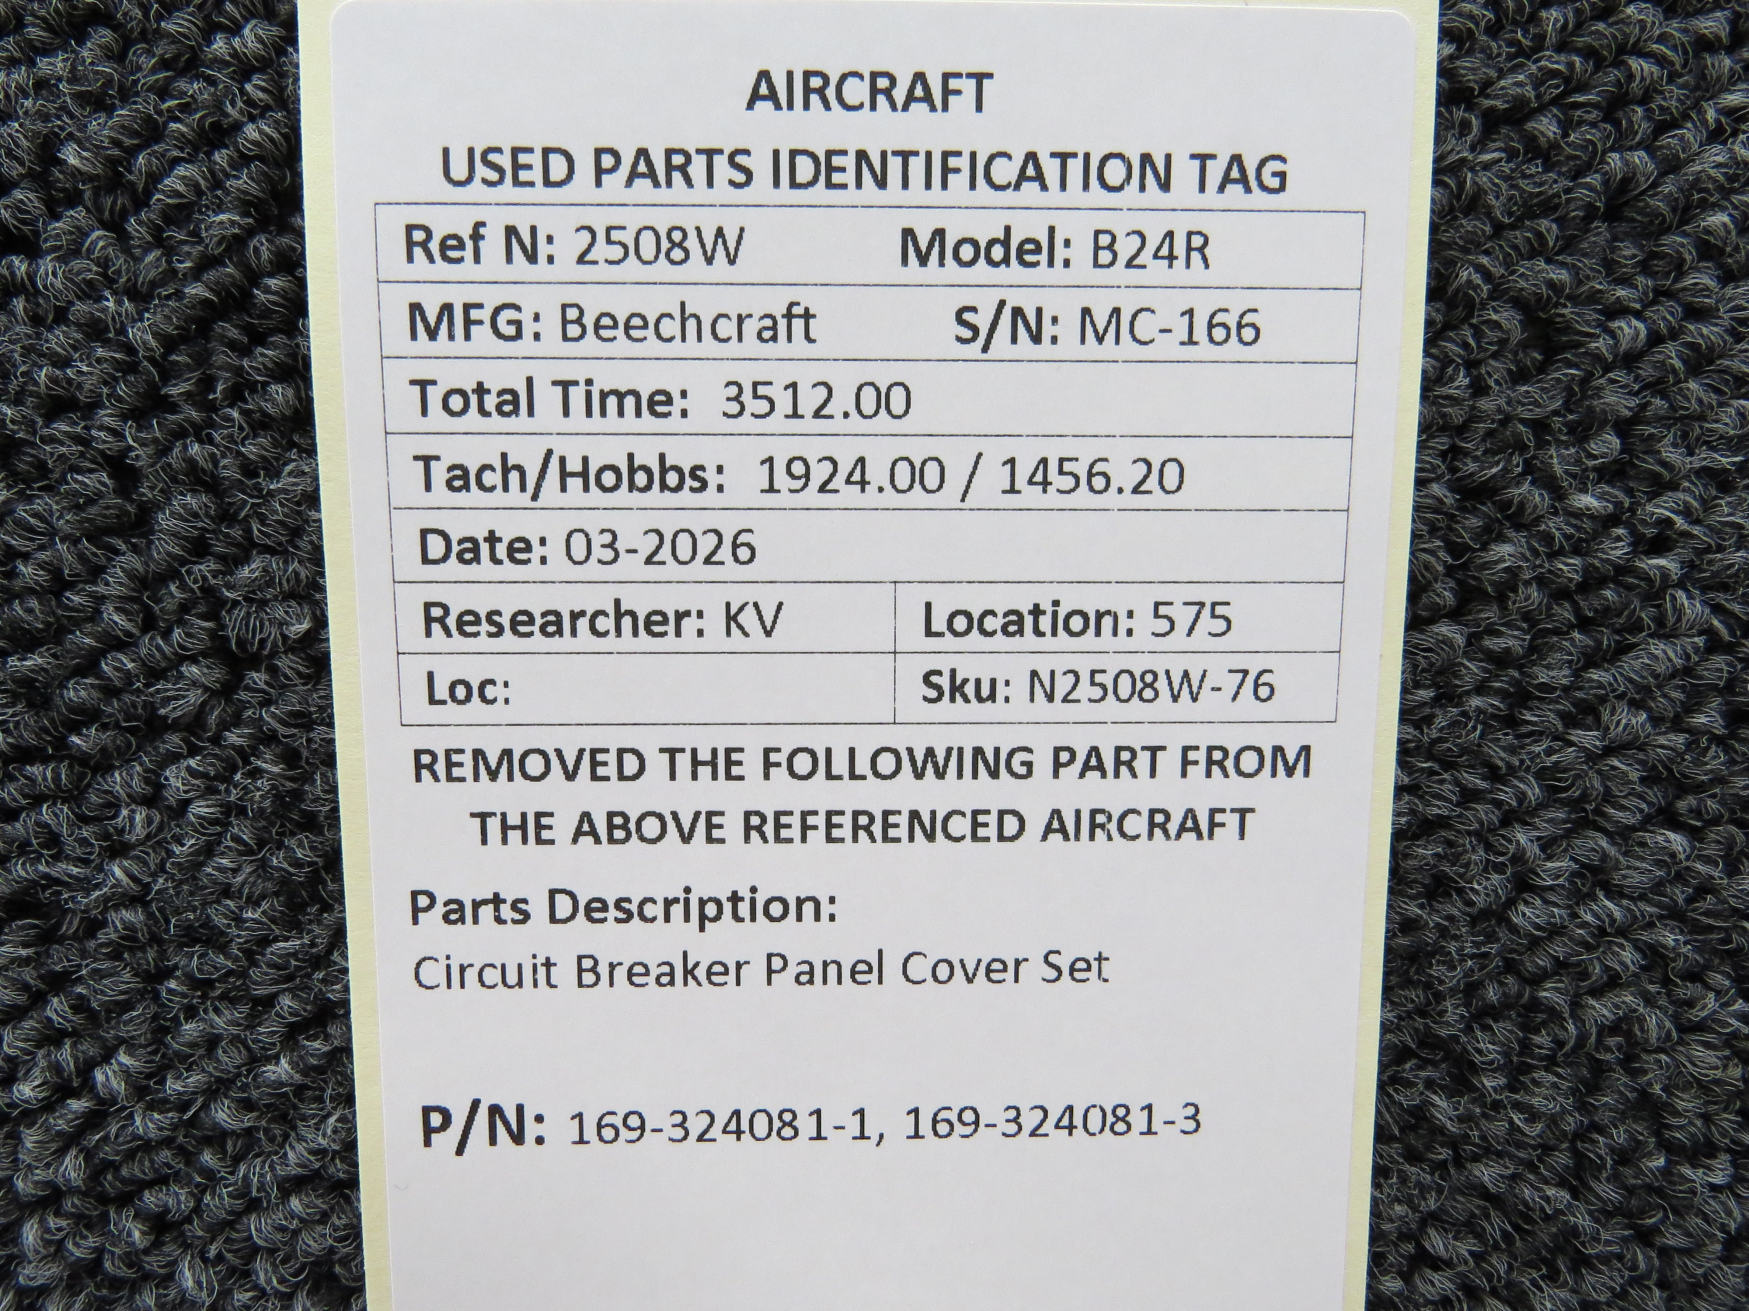 AIRCRAFT
USED PARTS IDENTIFICATION TAG
Ref N: 2508W Model: B24R
MFG: Beechcraft S/N: MC-166
Total Time: 3512.00
Tach/Hobbs: 1924.00 / 1456.20
Date: 03-2026
Researcher: KV Location: 575
Loc: Sku: N2508W-76
REMOVED THE FOLLOWING PART FROM
THE ABOVE REFERENCED AIRCRAFT
Parts Description:
Circuit Breaker Panel Cover Set
P/N: 169-324081-1, 169-324081-3